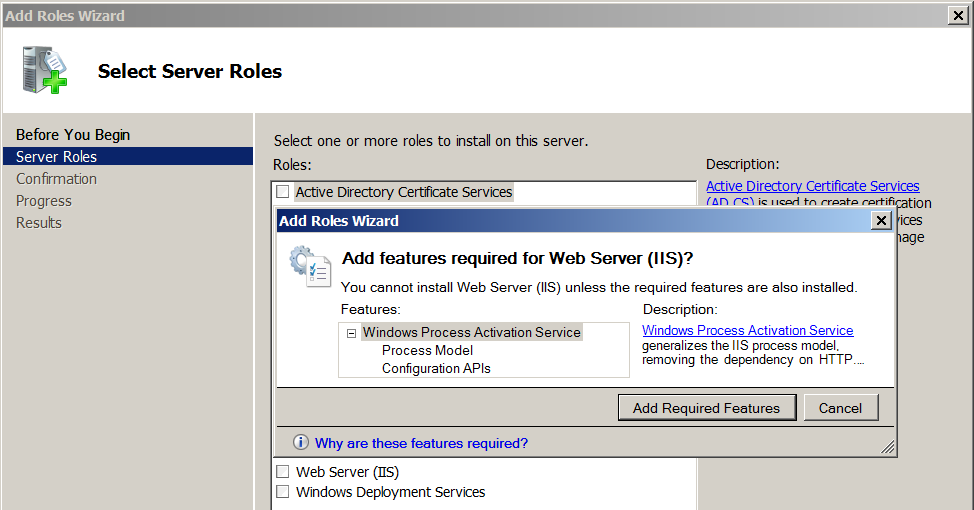 Add Roles Wizard
Select Server Roles
Before You Begin
Server Roles
Confirmation
Progress
Results
Select one or more roles to install on this server.
Roles:
Active Directory Certificate Services
Description:
Active Directory Certificate Services
(AD CS) is used to create certification
Add Roles Wizard
Add features required for Web Server (IIS)?
You cannot install Web Server (IIS) unless the required features are also installed.
Features:
Windows Process Activation Service
Process Model
Configuration APIs
Description:
Windows Process Activation Service
generalizes the IIS process model,
removing the dependency on HTTP....
Add Required Features
Cancel
Why are these features required?
Web Server (IIS)
Windows Deployment Services